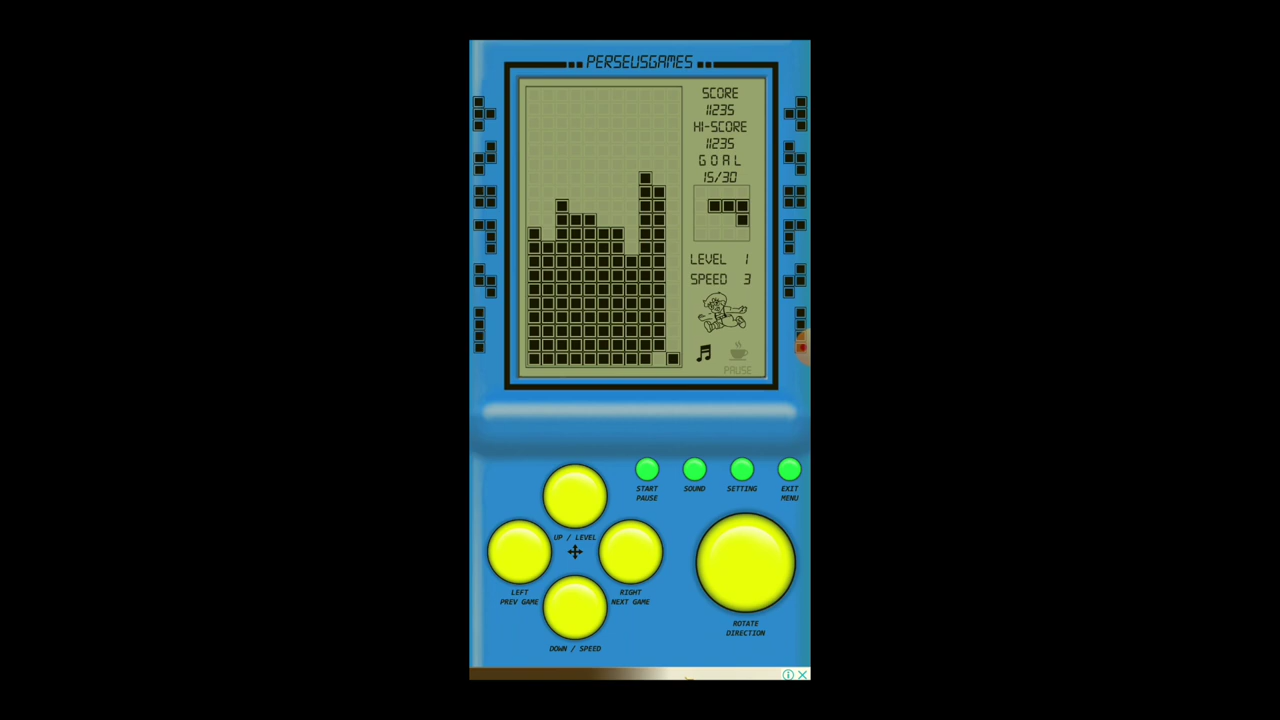 PERSEUSGAMES
SCORE
11235
HI-SCORE
11235
GOAL
15/30
LEVEL 1
SPEED 3
PAUSE
START
PAUSE
SOUND
SETTING
EXIT
MENU
UP / LEVEL
LEFT
PREV GAME
RIGHT
NEXT GAME
DOWN / SPEED
ROTATE
DIRECTION